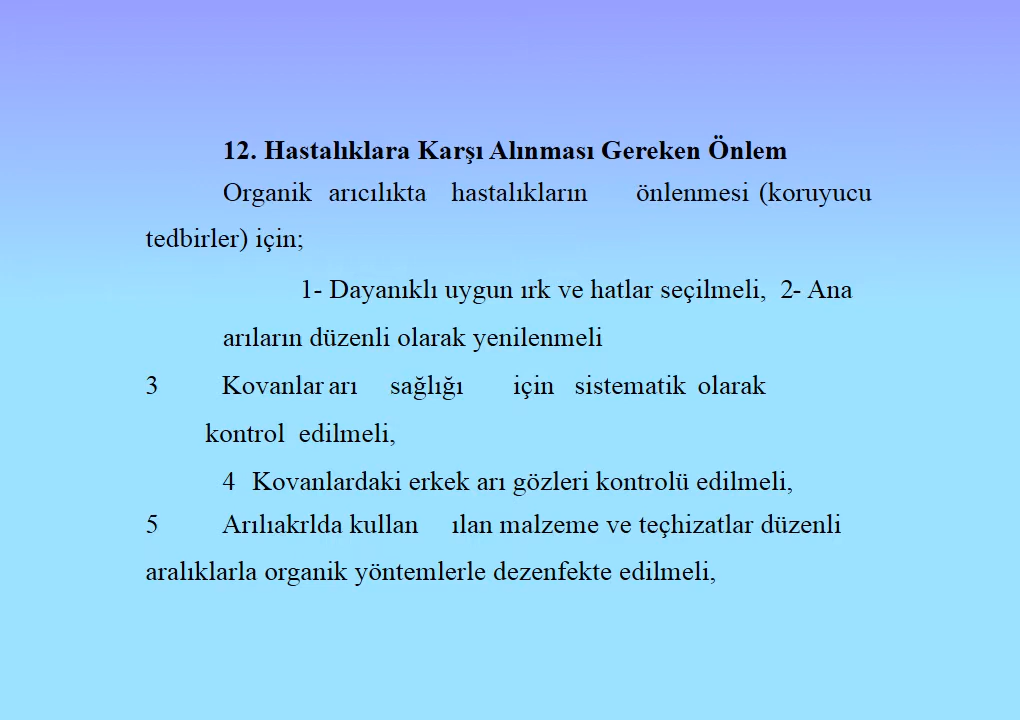 12. Hastalıklara Karşı Alınması Gereken Önlem
Organik arıcılıkta hastalıkların önlenmesi (koruyucu
tedbirler) için;
1- Dayanıklı uygun ırk ve hatlar seçilmeli, 2- Ana
arıların düzenli olarak yenilenmeli
3 Kovanlar arı sağlığı için sistematik olarak
kontrol edilmeli,
4 Kovanlardaki erkek arı gözleri kontrolü edilmeli,
5 Arılıakrlda kullan ılan malzeme ve teçhizatlar düzenli
aralıklarla organik yöntemlerle dezenfekte edilmeli,